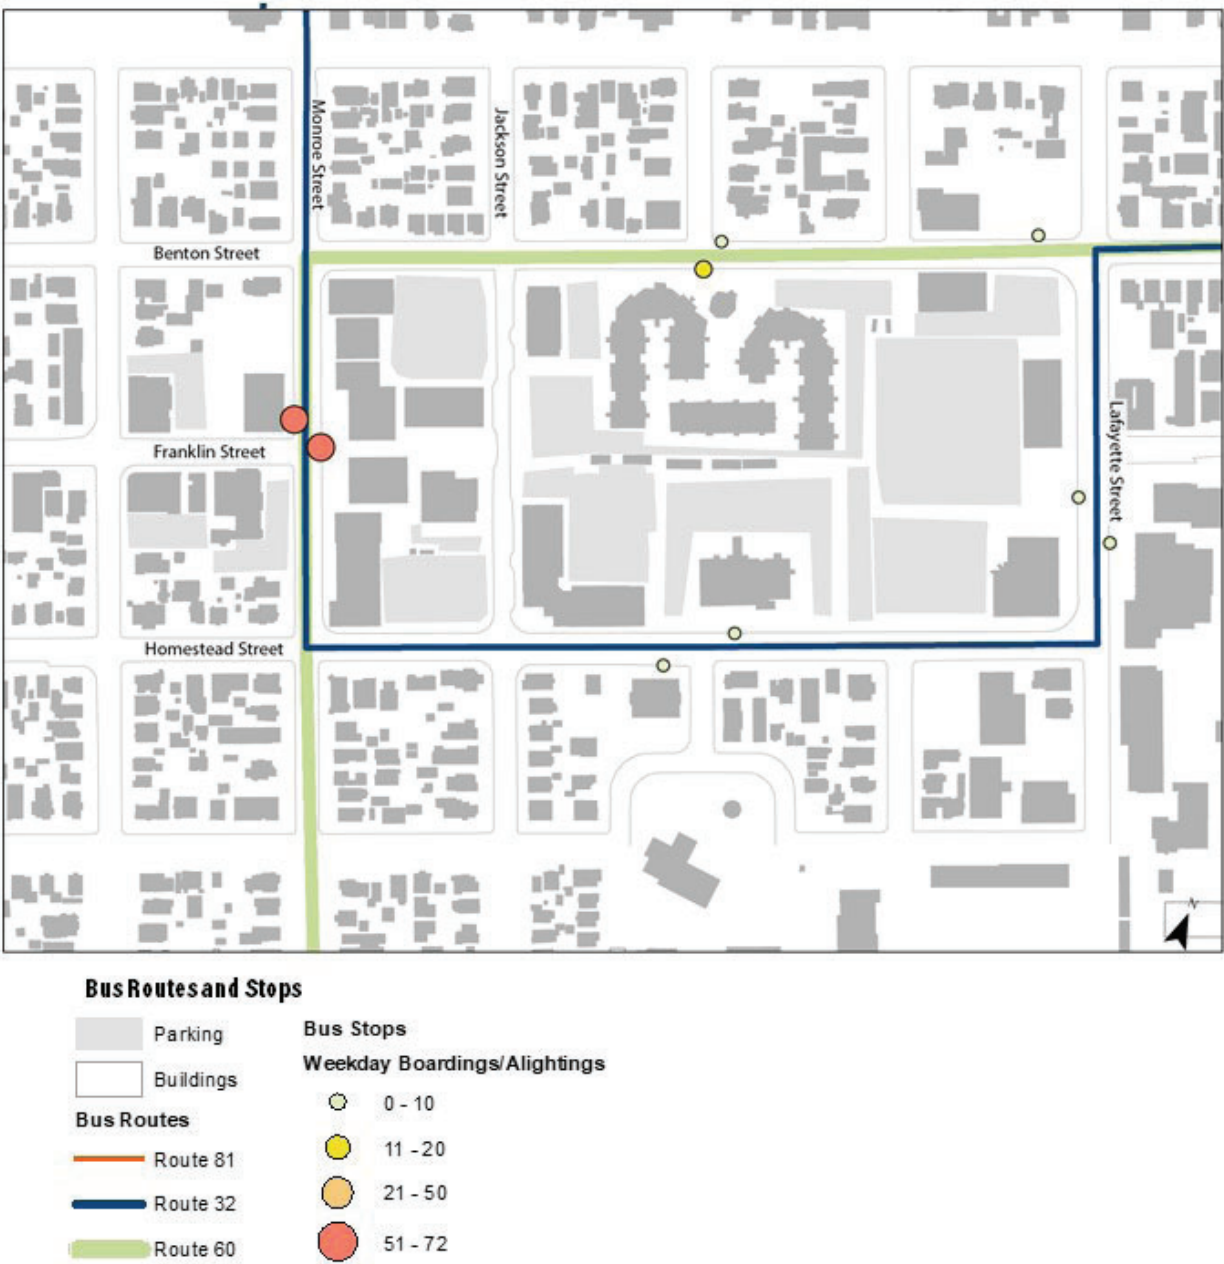 Monroe Street
Jackson Street
Benton Street
Franklin Street
Lafayette Street
Homestead Street
N
Bus Routes and Stops
Parking
Buildings
Bus Routes
Route 81
Route 32
Route 60
Bus Stops
Weekday Boardings/Alightings
0 - 10
11 - 20
21 - 50
51 - 72